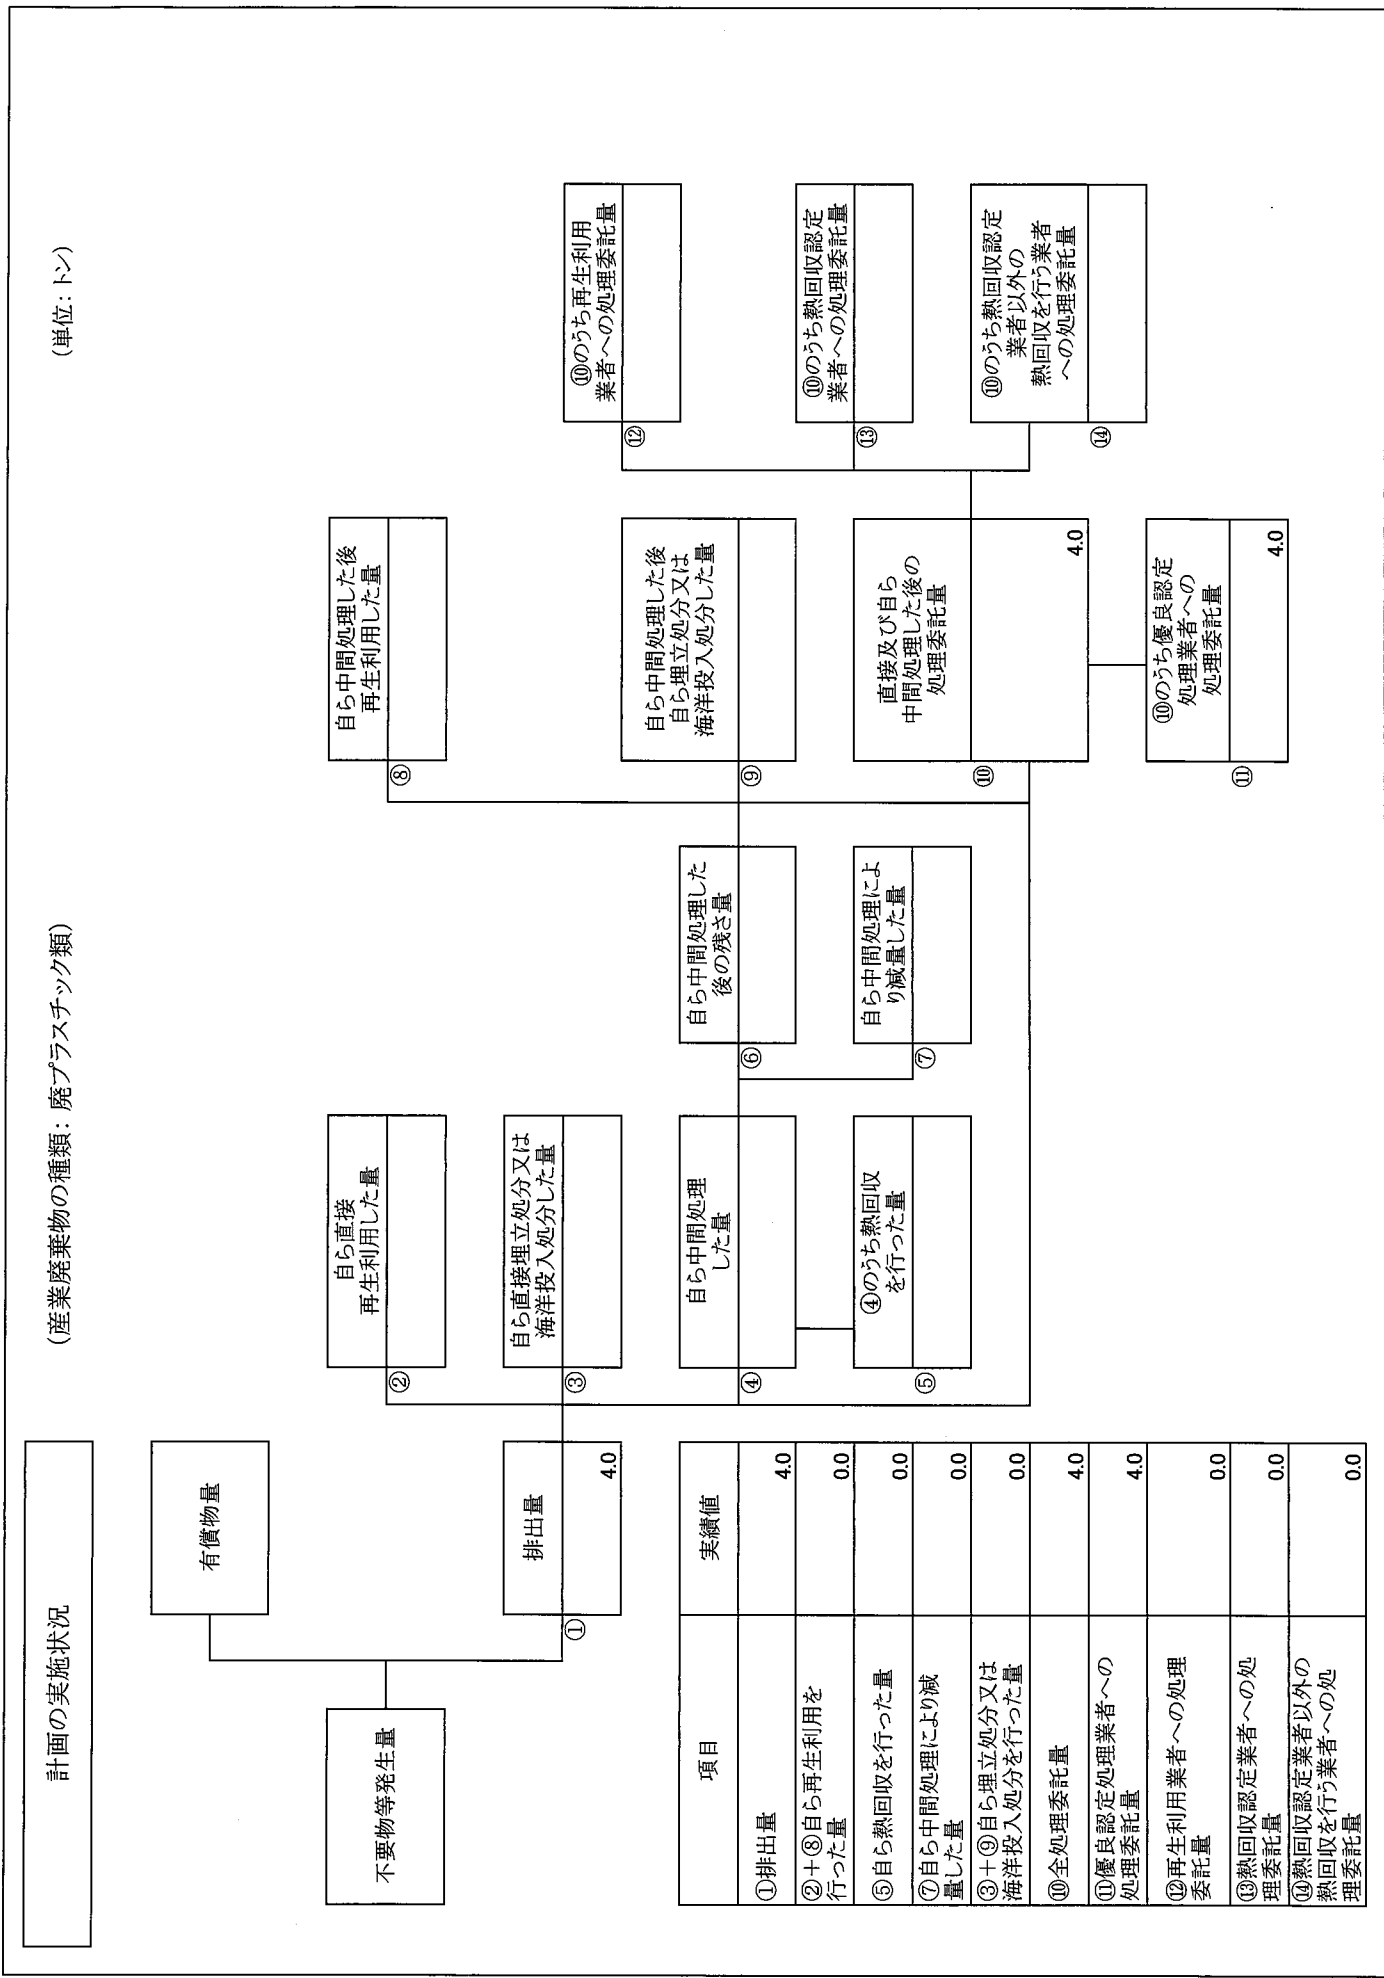 計画の実施状況
(産業廃棄物の種類：廃プラスチック類)
(単位：トン)
不要物等発生量
有償物量
①
排出量
4.0
②
自ら直接
再生利用した量
③
自ら直接埋立処分又は
海洋投入処分した量
④
自ら中間処理
した量
⑤
④のうち熱回収
を行った量
⑥
自ら中間処理した
後の残さ量
⑦
自ら中間処理によ
り減量した量
⑧
自ら中間処理した後
再生利用した量
⑨
自ら中間処理した後
自ら埋立処分又は
海洋投入処分した量
⑩
直接及び自ら
中間処理した後の
処理委託量
4.0
⑪
⑩のうち優良認定
処理業者への
処理委託量
4.0
⑫
⑩のうち再生利用
業者への処理委託量
⑬
⑩のうち熱回収認定
業者への処理委託量
⑭
⑩のうち熱回収認定
業者以外の
熱回収を行う業者
への処理委託量
項目 実績値
①排出量 4.0
②＋⑧自ら再生利用を
行った量 0.0
⑤自ら熱回収を行った量 0.0
⑦自ら中間処理により減
量した量 0.0
③＋⑨自ら埋立処分又は
海洋投入処分を行った量 0.0
⑩全処理委託量 4.0
⑪優良認定処理業者への
処理委託量 4.0
⑫再生利用業者への処理
委託量 0.0
⑬熱回収認定業者への処
理委託量 0.0
⑭熱回収認定業者以外の
熱回収を行う業者への処
理委託量 0.0